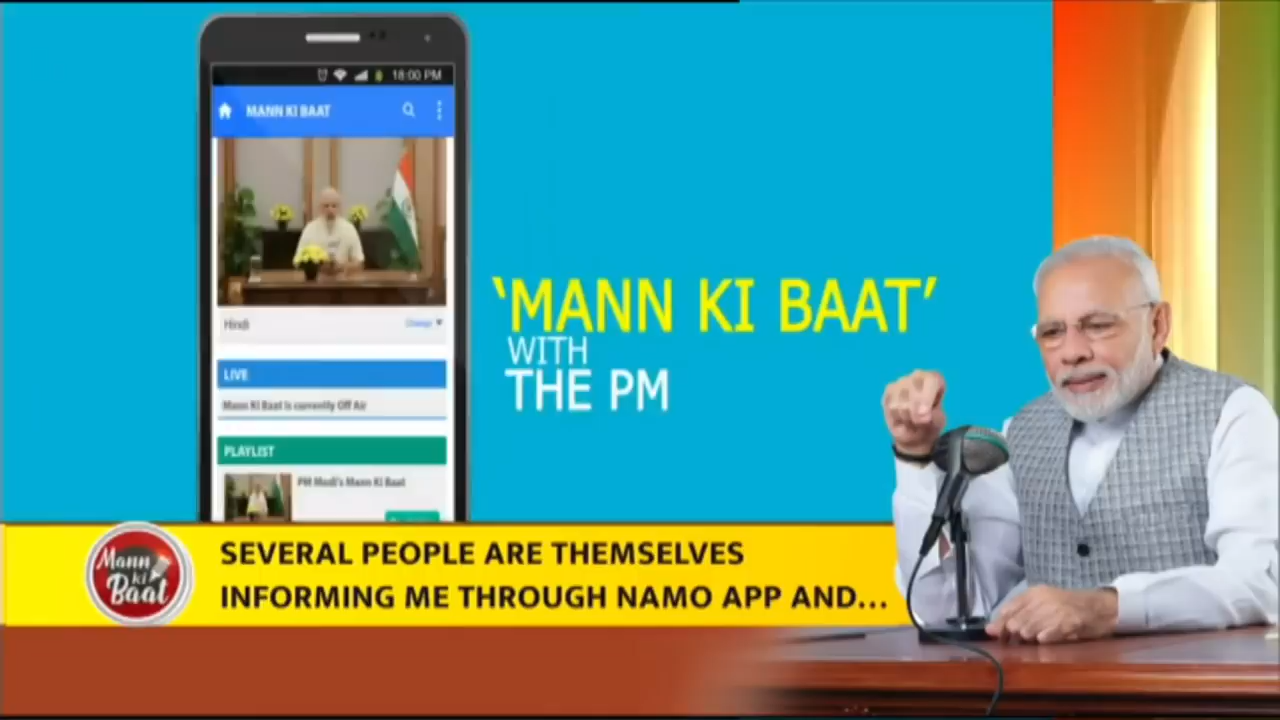 18:00 PM
MANN KI BAAT
Hindi
Change
LIVE
Mann Ki Baat is currently Off Air
PLAYLIST
PM Modi's Mann Ki Baat
'MANN KI BAAT'
WITH
THE PM
Mann
ki
Baat
SEVERAL PEOPLE ARE THEMSELVES
INFORMING ME THROUGH NAMO APP AND...